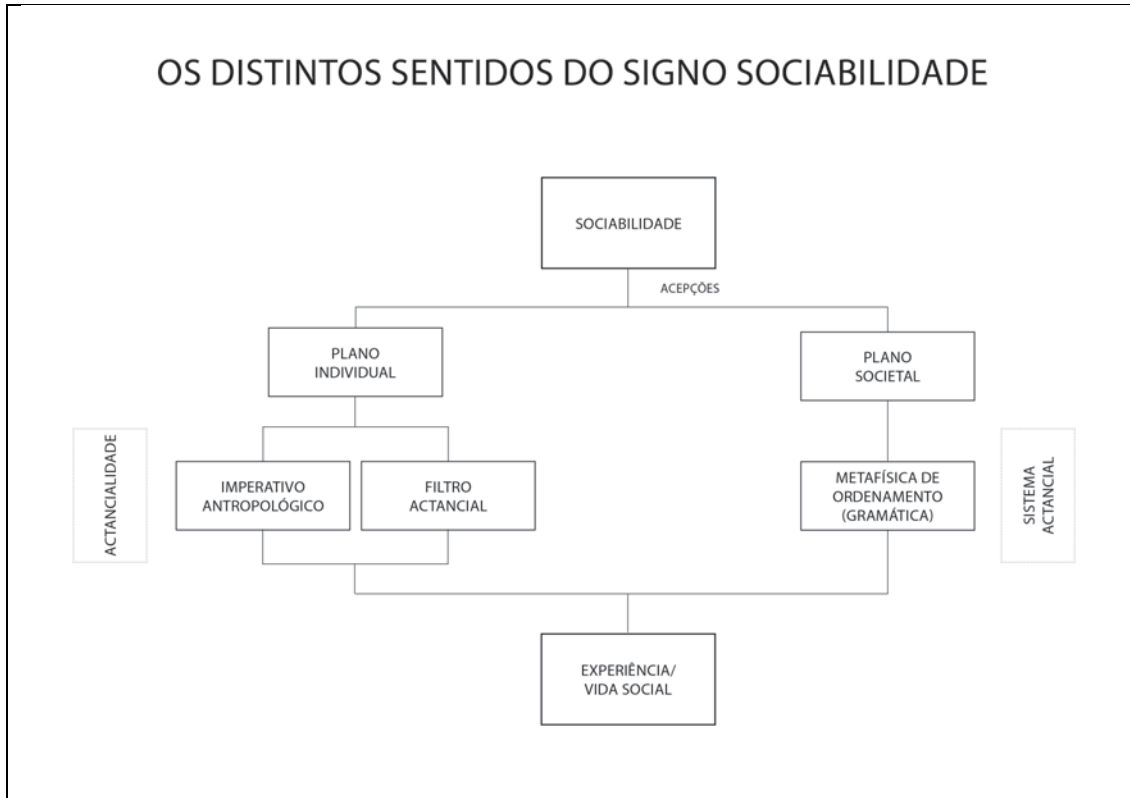 OS DISTINTOS SENTIDOS DO SIGNO SOCIABILIDADE
SOCIABILIDADE
ACEPÇÕES
PLANO
INDIVIDUAL
PLANO
SOCIETAL
ACTANCIALIDADE
IMPERATIVO
ANTROPOLÓGICO
FILTRO
ACTANCIAL
METAFÍSICA DE
ORDENAMENTO
(GRAMÁTICA)
SISTEMA
ACTANCIAL
EXPERIÊNCIA/
VIDA SOCIAL